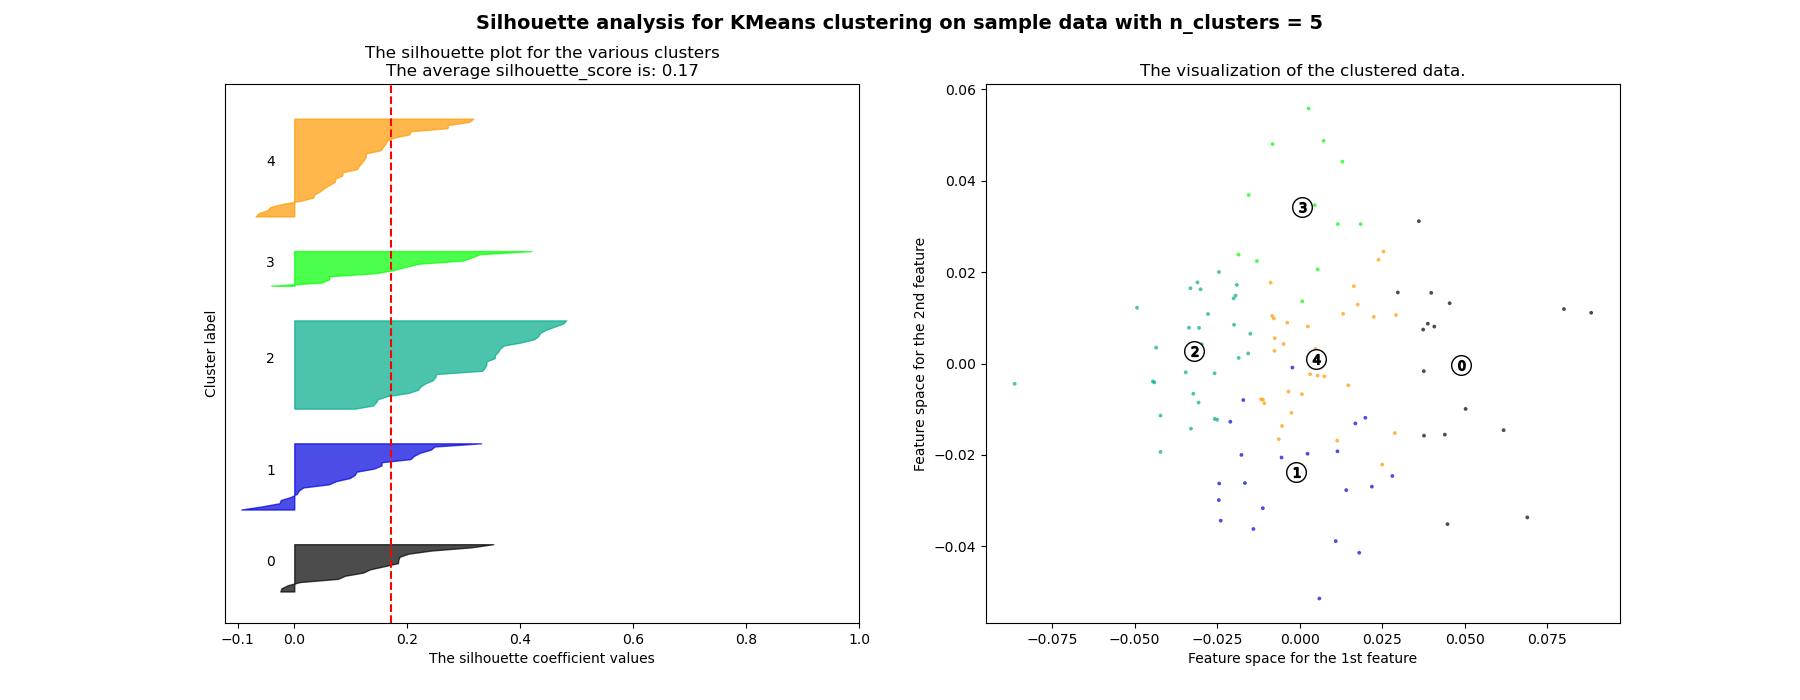 Silhouette analysis for KMeans clustering on sample data with n_clusters = 5
The silhouette plot for the various clusters
The average silhouette_score is: 0.17
4
3
2
1
0
Cluster label
−0.1 0.0 0.2 0.4 0.6 0.8 1.0
The silhouette coefficient values
The visualization of the clustered data.
0.06
0.04
0.02
0.00
−0.02
−0.04
Feature space for the 2nd feature
3
2
4
0
1
−0.075 −0.050 −0.025 0.000 0.025 0.050 0.075
Feature space for the 1st feature